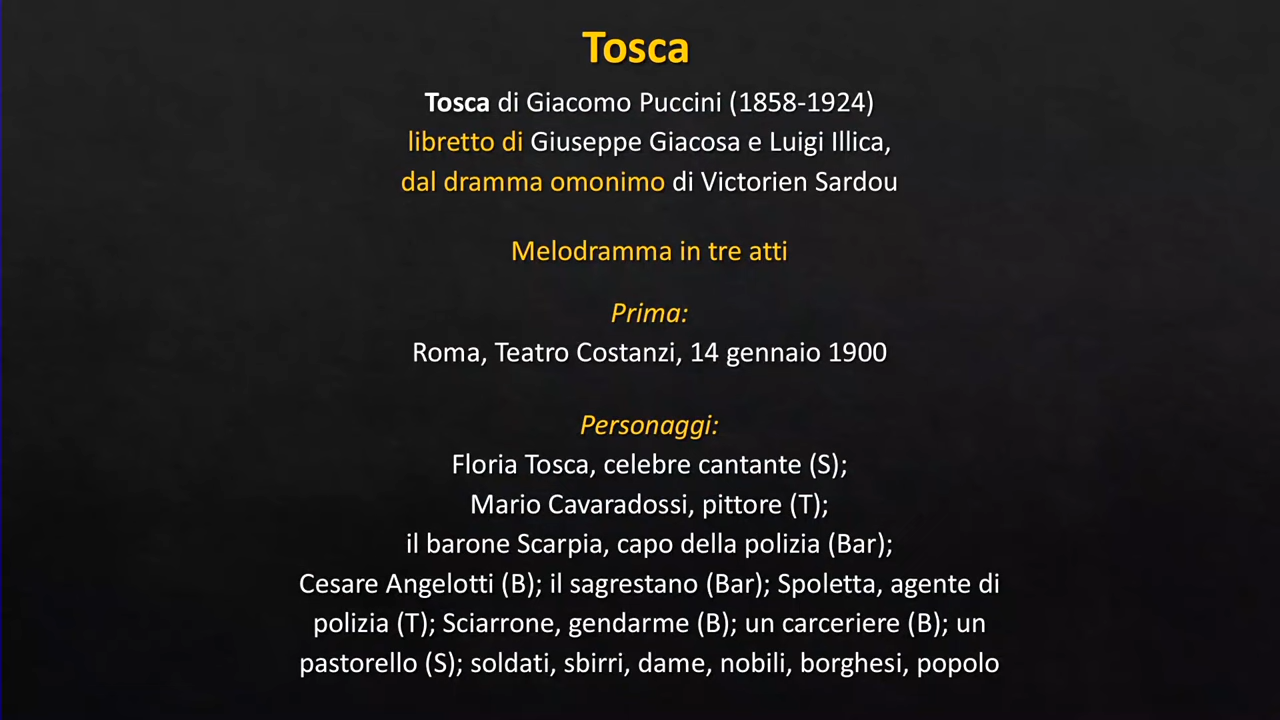 Tosca
Tosca di Giacomo Puccini (1858-1924)
libretto di Giuseppe Giacosa e Luigi Illica,
dal dramma omonimo di Victorien Sardou
Melodramma in tre atti
Prima:
Roma, Teatro Costanzi, 14 gennaio 1900
Personaggi:
Floria Tosca, celebre cantante (S);
Mario Cavaradossi, pittore (T);
il barone Scarpia, capo della polizia (Bar);
Cesare Angelotti (B); il sagrestano (Bar); Spoletta, agente di
polizia (T); Sciarrone, gendarme (B); un carceriere (B); un
pastorello (S); soldati, sbirri, dame, nobili, borghesi, popolo